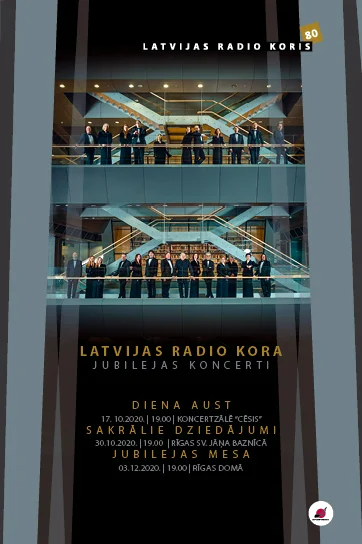 LATVIJAS RADIO KORIS
80
LATVIJAS RADIO KORA
JUBILEJAS KONCERTI
DIENA AUST
17. 10.2020. | 19.00 | KONCERTZĀLĒ "CĒSIS"
SAKRĀLIE DZIEDĀJUMI
30.10.2020. | 19.00 | RĪGAS SV. JĀŅA BAZNĪCĀ
JUBILEJAS MESA
03.12.2020. | 19.00 | RĪGAS DOMĀ